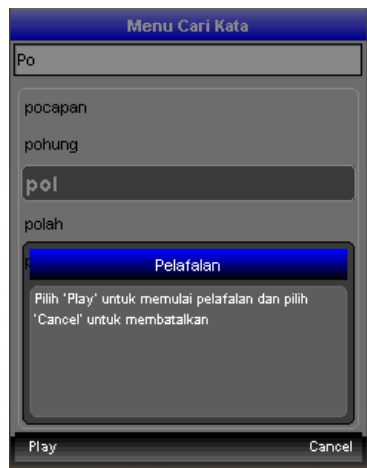 Menu Cari Kata
Po
pocapan
pohung
pol
polah
Pelafalan
Pilih 'Play' untuk memulai pelafalan dan pilih
'Cancel' untuk membatalkan
Play Cancel